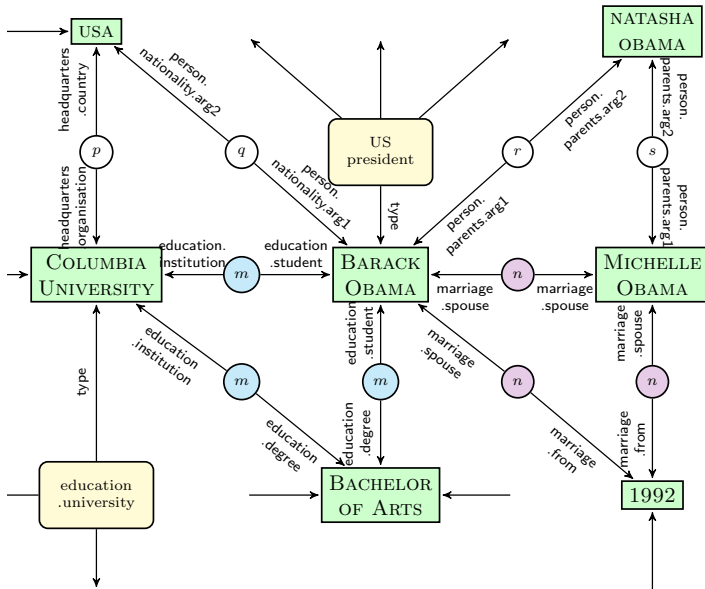 USA
NATASHA
OBAMA
headquarters
.country
person.
nationality.arg2
person.
parents.arg2
person.
parents.arg2
p
q
US
president
r
s
headquarters
organisation
person.
nationality.arg1
type
person.
parents.arg1
person.
parents.arg1
COLUMBIA
UNIVERSITY
education.
institution
m
education
.student
BARACK
OBAMA
marriage
.spouse
n
marriage
.spouse
MICHELLE
OBAMA
type
education
.institution
m
education
.degree
education
.student
m
education
.degree
marriage
.spouse
n
marriage
.from
marriage
.spouse
n
marriage
.from
education
.university
BACHELOR
OF ARTS
1992